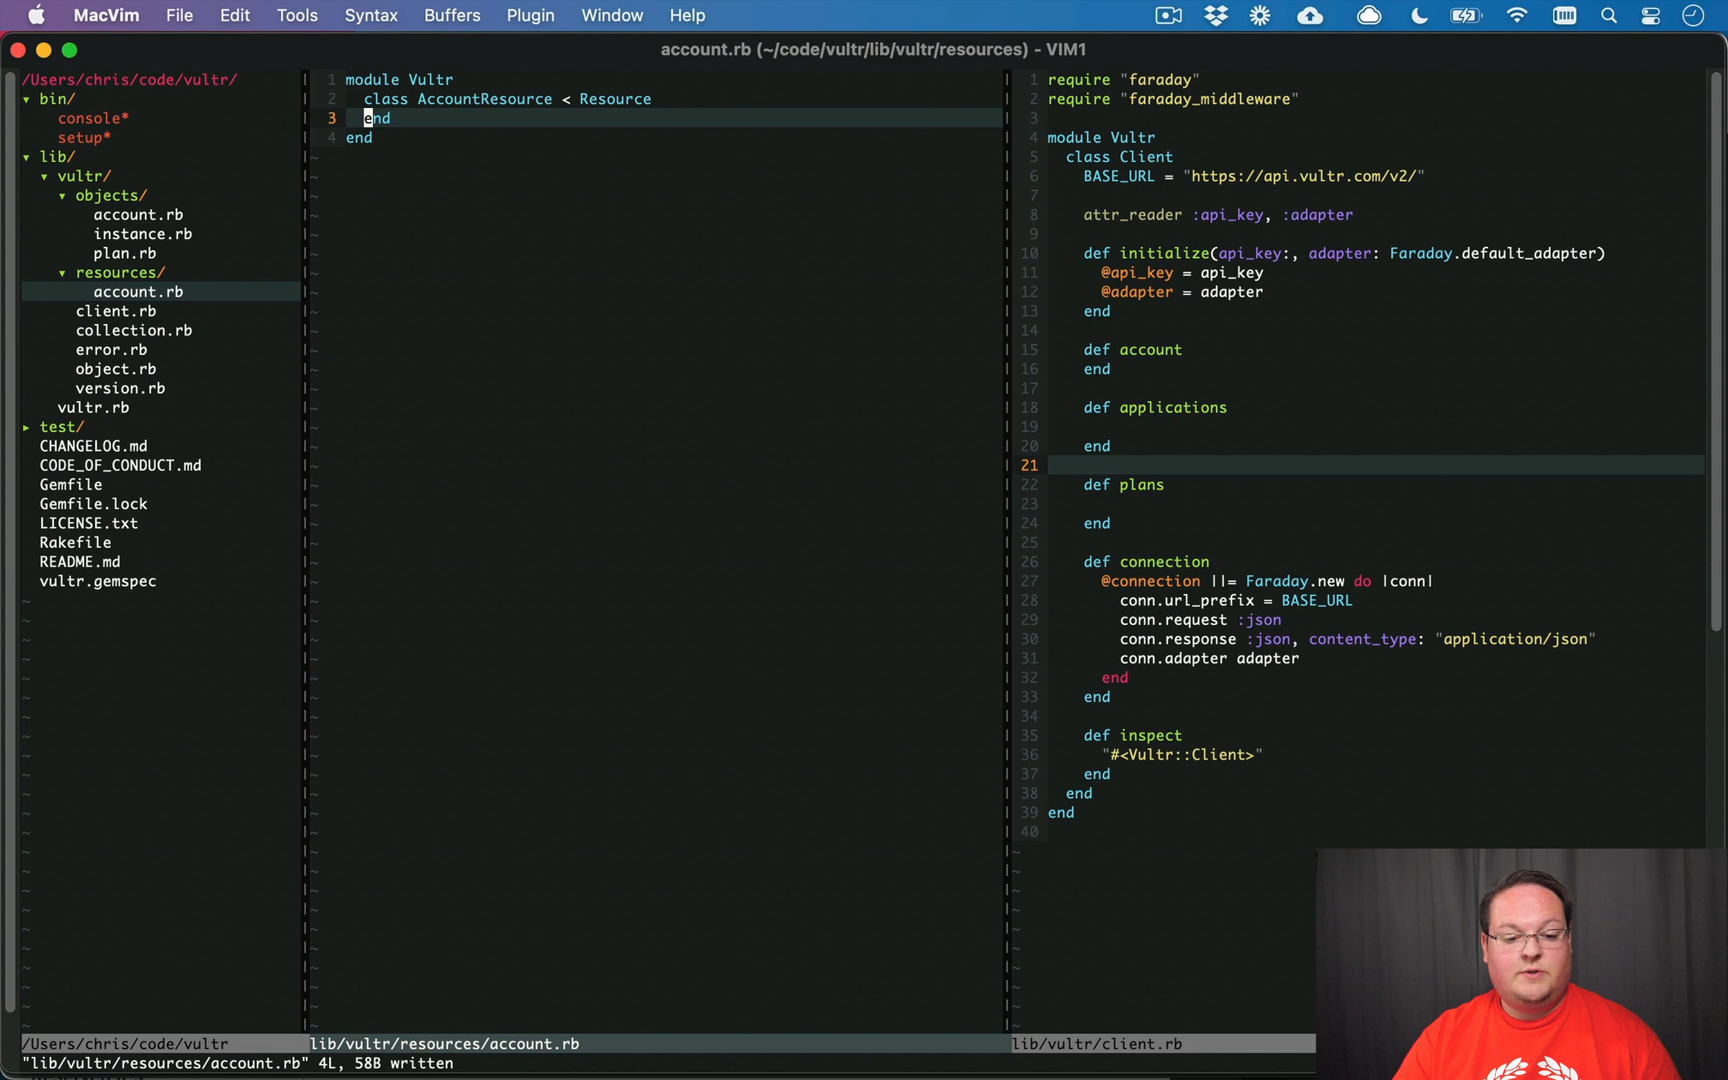 MacVim File Edit Tools Syntax Buffers Plugin Window Help
account.rb (~/code/vultr/lib/vultr/resources) - VIM1
/Users/chris/code/vultr/
▾ bin/
console*
setup*
▾ lib/
▾ vultr/
▾ objects/
account.rb
instance.rb
plan.rb
▾ resources/
account.rb
client.rb
collection.rb
error.rb
object.rb
version.rb
vultr.rb
▸ test/
CHANGELOG.md
CODE_OF_CONDUCT.md
Gemfile
Gemfile.lock
LICENSE.txt
Rakefile
README.md
vultr.gemspec
/Users/chris/code/vultr
1 module Vultr
2 class AccountResource < Resource
3 end
4 end
lib/vultr/resources/account.rb
1 require "faraday"
2 require "faraday_middleware"
3
4 module Vultr
5 class Client
6 BASE_URL = "https://api.vultr.com/v2/"
7
8 attr_reader :api_key, :adapter
9
10 def initialize(api_key:, adapter: Faraday.default_adapter)
11 @api_key = api_key
12 @adapter = adapter
13 end
14
15 def account
16 end
17
18 def applications
19
20 end
21
22 def plans
23
24 end
25
26 def connection
27 @connection ||= Faraday.new do |conn|
28 conn.url_prefix = BASE_URL
29 conn.request :json
30 conn.response :json, content_type: "application/json"
31 conn.adapter adapter
32 end
33 end
34
35 def inspect
36 "#<Vultr::Client>"
37 end
38 end
39 end
40
lib/vultr/client.rb
"lib/vultr/resources/account.rb" 4L, 58B written